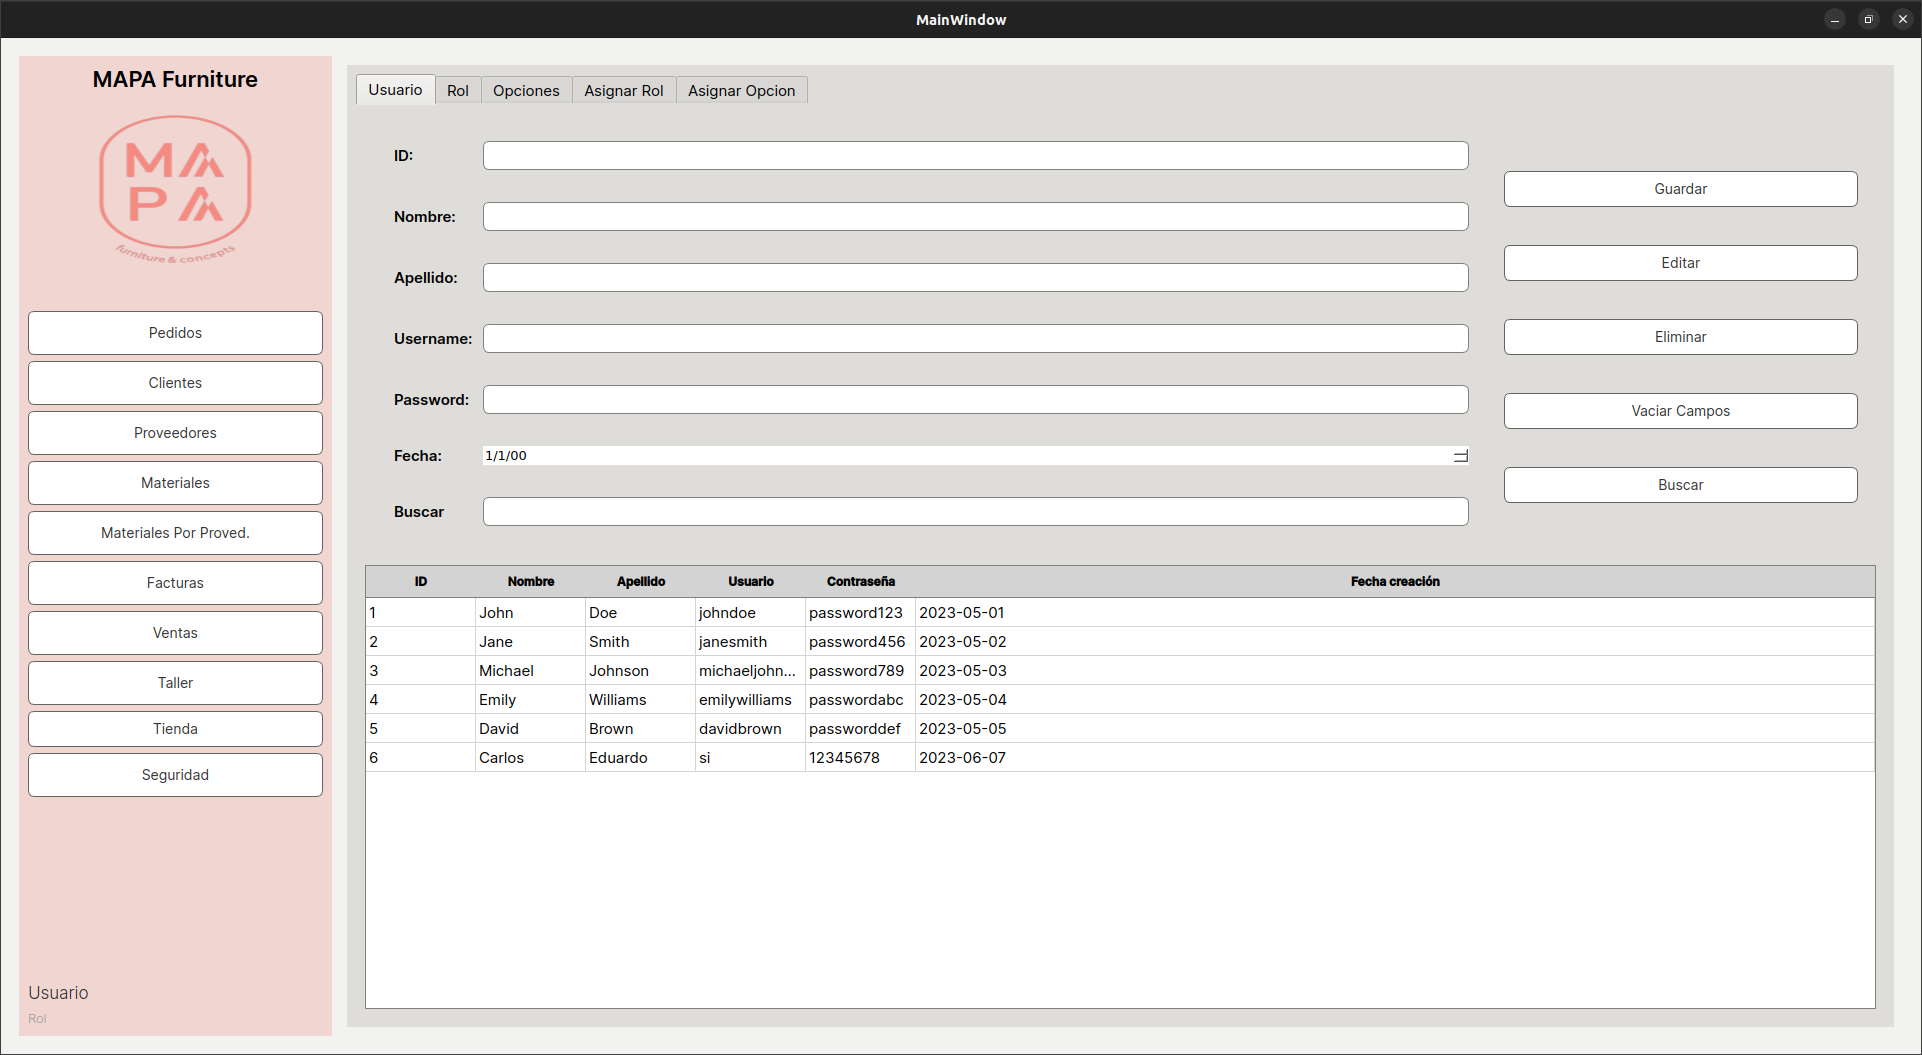 MainWindow
MAPA Furniture
MA
PA
furniture & concepts
Pedidos
Clientes
Proveedores
Materiales
Materiales Por Proved.
Facturas
Ventas
Taller
Tienda
Seguridad
Usuario
Rol
Usuario Rol Opciones Asignar Rol Asignar Opcion
ID:
Nombre:
Apellido:
Username:
Password:
Fecha: 1/1/00
Buscar
Guardar
Editar
Eliminar
Vaciar Campos
Buscar
ID Nombre Apellido Usuario Contraseña Fecha creación
1 John Doe johndoe password123 2023-05-01
2 Jane Smith janesmith password456 2023-05-02
3 Michael Johnson michaeljohn... password789 2023-05-03
4 Emily Williams emilywilliams passwordabc 2023-05-04
5 David Brown davidbrown passworddef 2023-05-05
6 Carlos Eduardo si 12345678 2023-06-07